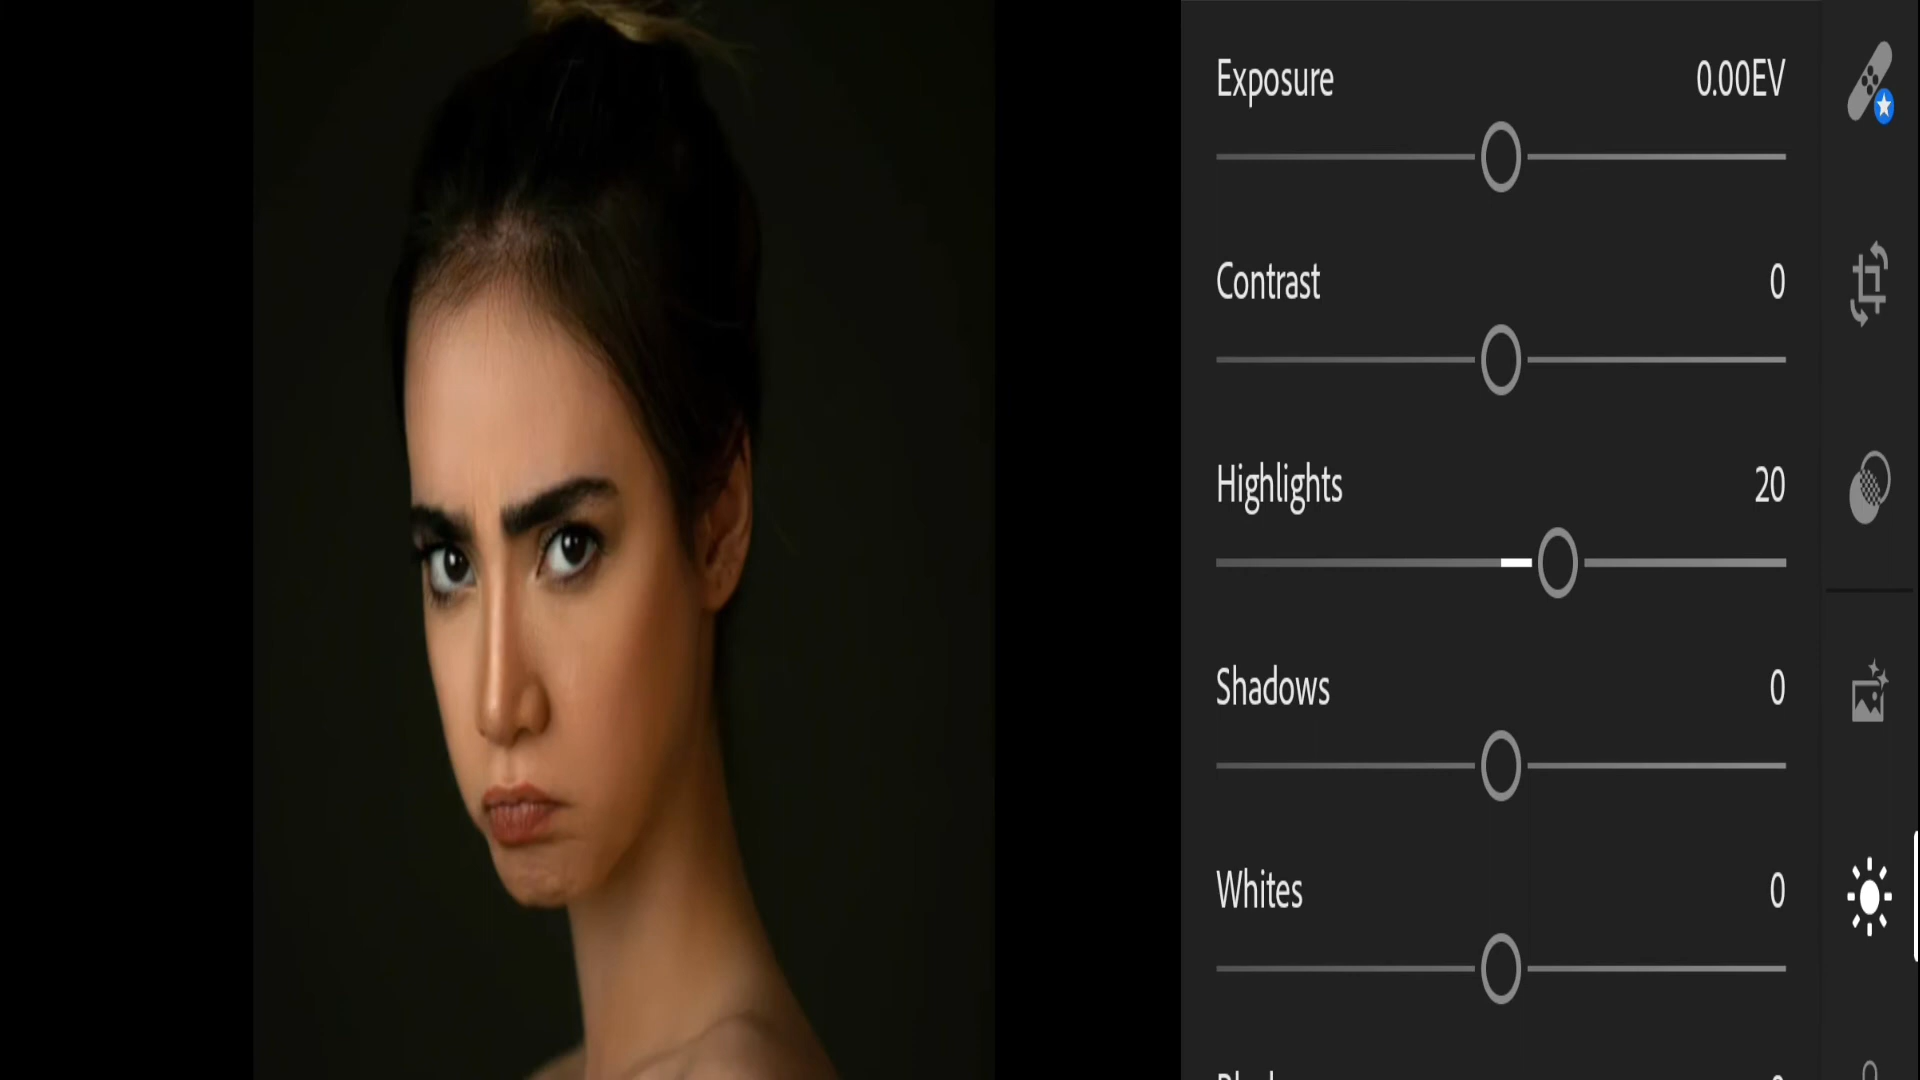 Exposure 0.00EV
Contrast 0
Highlights 20
Shadows 0
Whites 0